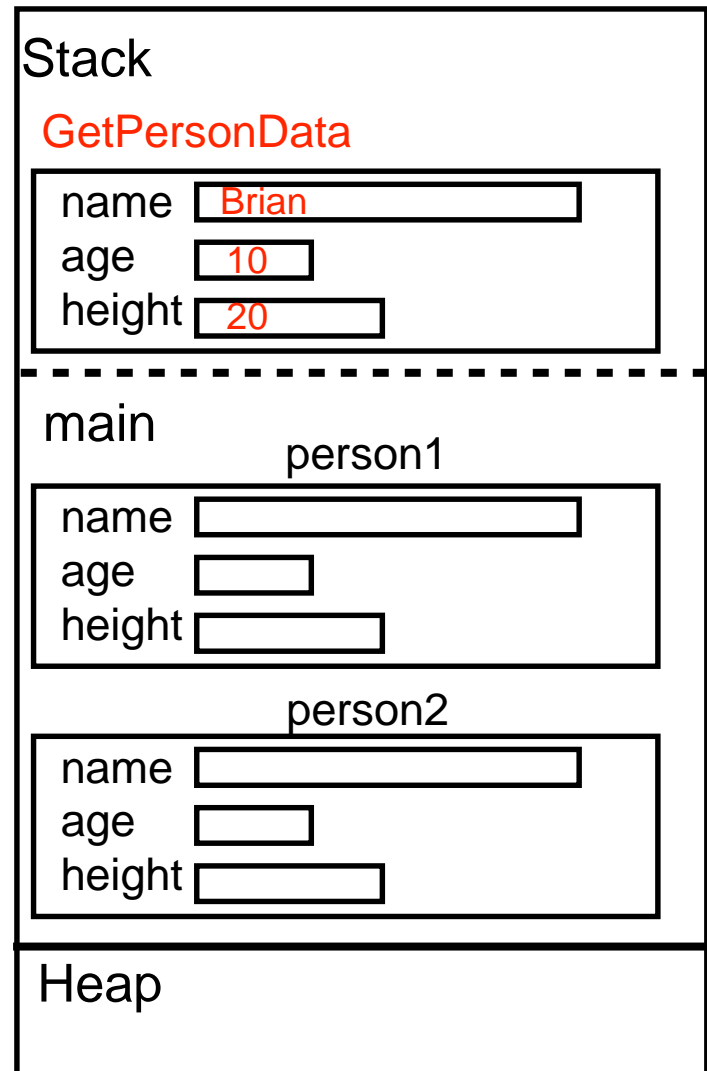 Stack
GetPersonData
name Brian
age 10
height 20
main
person1
name
age
height
person2
name
age
height
Heap